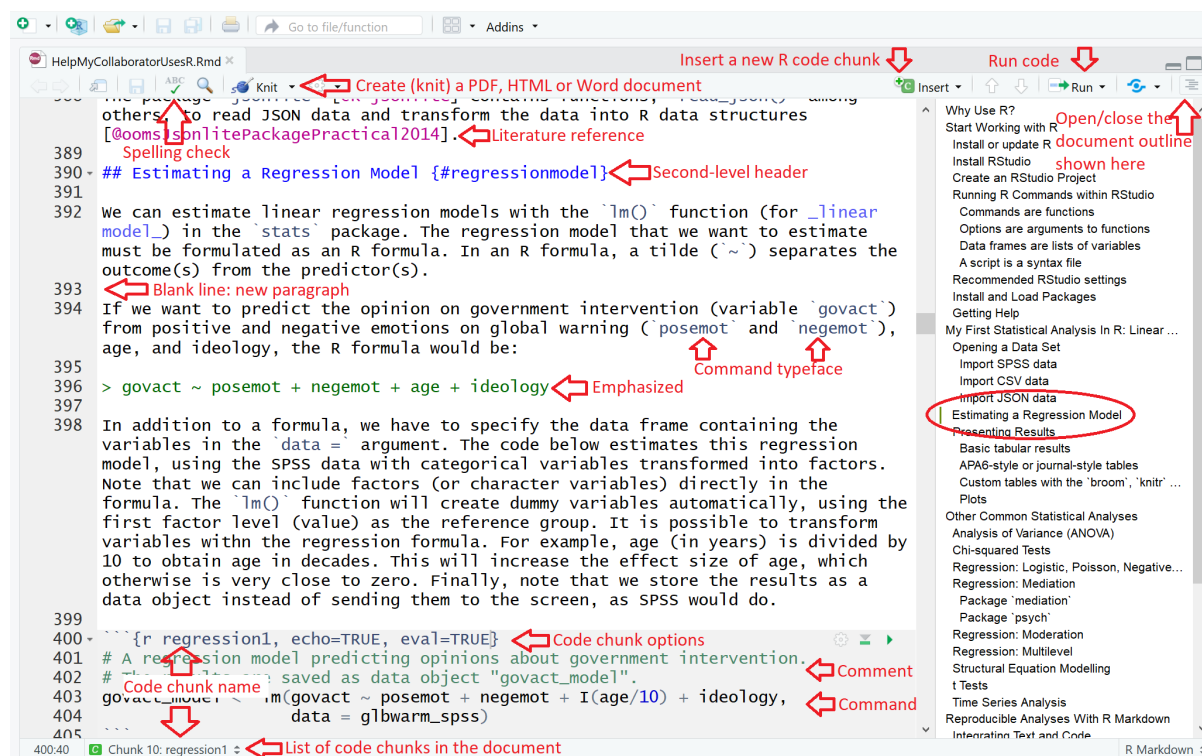 Go to file/function
Addins
HelpMyCollaboratorUsesR.Rmd
Insert a new R code chunk
Run code
ABC
Knit
Create (knit) a PDF, HTML or Word document
Insert
Run
others, to read JSON data and transform the data into R data structures
[@oomsJsonlitePackagePractical2014].
Literature reference
Spelling check
389
390 ## Estimating a Regression Model {#regressionmodel}
Second-level header
391
392 We can estimate linear regression models with the `lm()` function (for _linear
model_) in the `stats` package. The regression model that we want to estimate
must be formulated as an R formula. In an R formula, a tilde (`~`) separates the
outcome(s) from the predictor(s).
393
Blank line: new paragraph
394 If we want to predict the opinion on government intervention (variable `govact`)
from positive and negative emotions on global warning (`posemot` and `negemot`),
age, and ideology, the R formula would be:
Command typeface
395
396 > govact ~ posemot + negemot + age + ideology
Emphasized
397
398 In addition to a formula, we have to specify the data frame containing the
variables in the `data =` argument. The code below estimates this regression
model, using the SPSS data with categorical variables transformed into factors.
Note that we can include factors (or character variables) directly in the
formula. The `lm()` function will create dummy variables automatically, using the
first factor level (value) as the reference group. It is possible to transform
variables withn the regression formula. For example, age (in years) is divided by
10 to obtain age in decades. This will increase the effect size of age, which
otherwise is very close to zero. Finally, note that we store the results as a
data object instead of sending them to the screen, as SPSS would do.
399
400 ```{r regression1, echo=TRUE, eval=TRUE}
Code chunk options
401 # A regression model predicting opinions about government intervention.
Comment
402 # are saved as data object "govact_model".
Code chunk name
403 govact_model lm(govact ~ posemot + negemot + I(age/10) + ideology,
Command
404 data = glbwarm_spss)
405 ```
400:40
C Chunk 10: regression1
List of code chunks in the document
R Markdown
Why Use R?
Start Working with R
Open/close the
document outline
shown here
Install or update R
Install RStudio
Create an RStudio Project
Running R Commands within RStudio
Commands are functions
Options are arguments to functions
Data frames are lists of variables
A script is a syntax file
Recommended RStudio settings
Install and Load Packages
Getting Help
My First Statistical Analysis In R: Linear ...
Opening a Data Set
Import SPSS data
Import CSV data
Import JSON data
Estimating a Regression Model
Presenting Results
Basic tabular results
APA6-style or journal-style tables
Custom tables with the `broom`, `knitr` ...
Plots
Other Common Statistical Analyses
Analysis of Variance (ANOVA)
Chi-squared Tests
Regression: Logistic, Poisson, Negative...
Regression: Mediation
Package `mediation`
Package `psych`
Regression: Moderation
Regression: Multilevel
Structural Equation Modelling
t Tests
Time Series Analysis
Reproducible Analyses With R Markdown
Integrating Text and Code